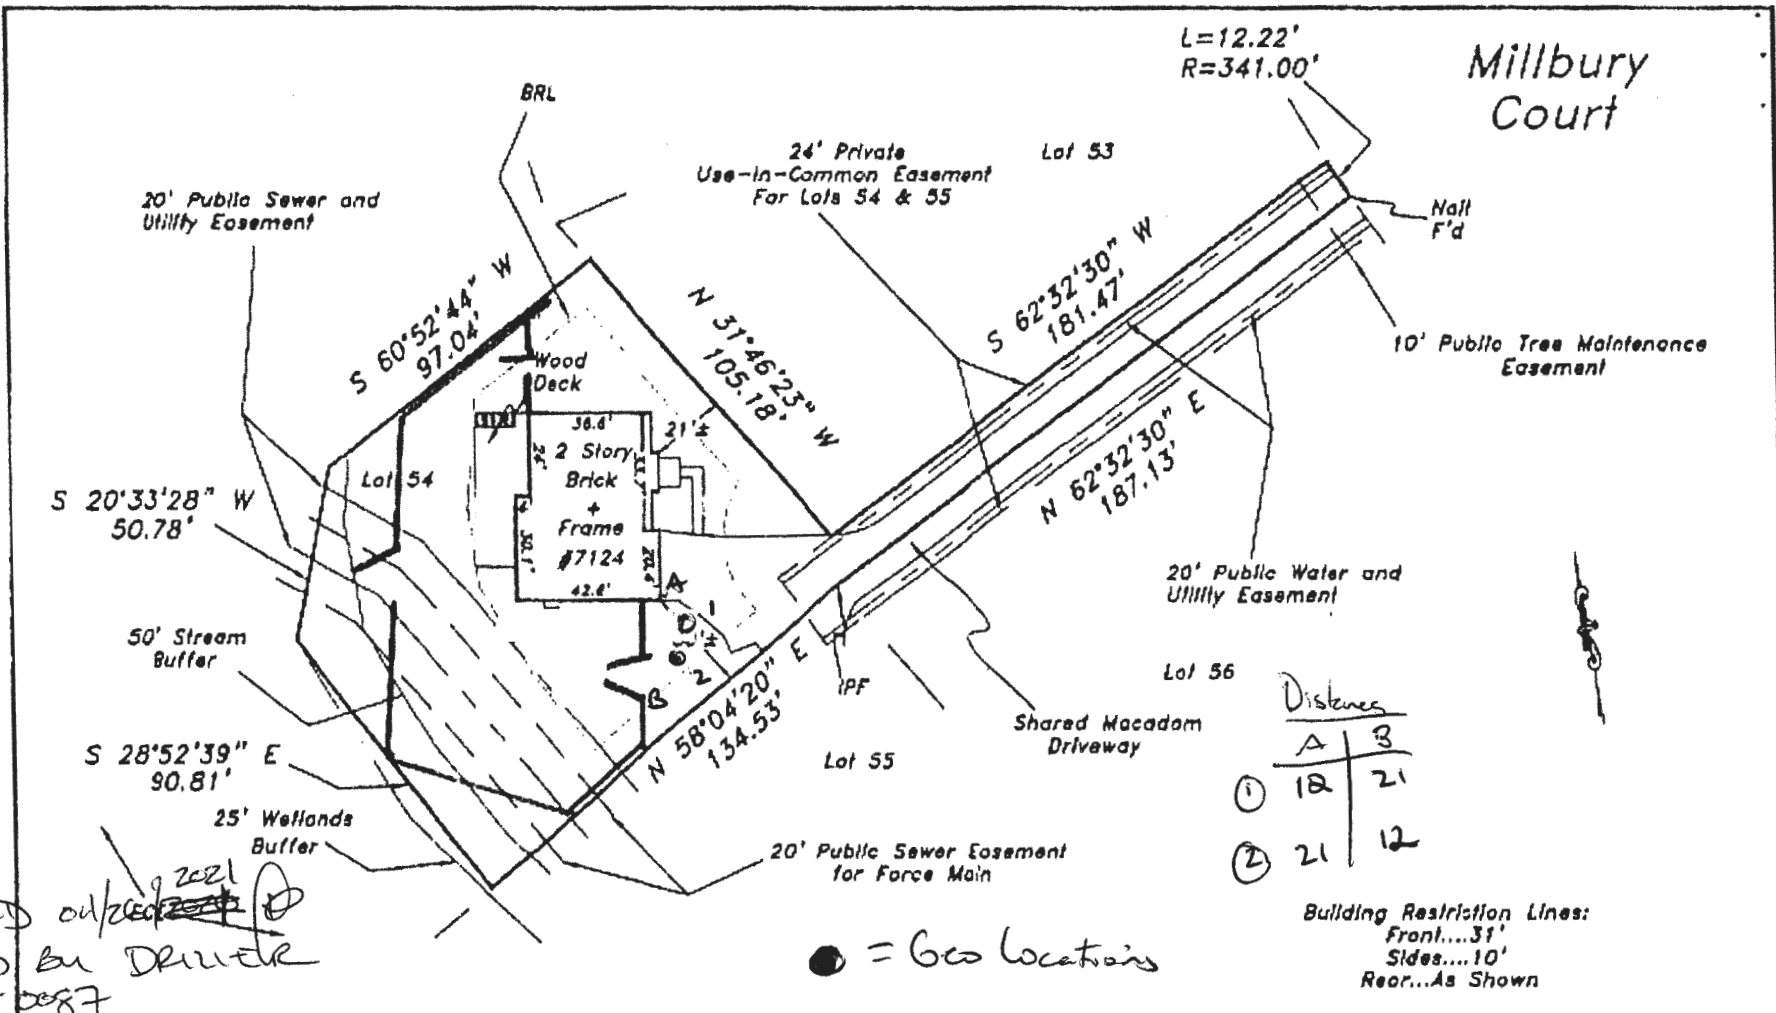 L=12.22'
R=341.00'
Millbury
Court
BRL
24' Private
Use-In-Common Easement
For Lots 54 & 55
Lot 53
20' Public Sewer and
Utility Easement
Nail
F'd
S 60°52'44" W
97.04'
N 31°46'23" W
105.18'
S 62°32'30" W
181.47'
10' Public Tree Maintenance
Easement
Wood
Deck
36.6'
21'±
24'
2 Story
Brick
+
Frame
#7124
30.1'
42.6'
Lot 54
S 20°33'28" W
50.78'
N 62°32'30" E
187.13'
20' Public Water and
Utility Easement
A
1
2
B
50' Stream
Buffer
IPF
Lot 56
N 58°04'20" E
134.53'
Shared Macadam
Driveway
Lot 55
S 28°52'39" E
90.81'
25' Wetlands
Buffer
20' Public Sewer Easement
for Force Main
Distances
A B
1 18 21
2 21 12
Building Restriction Lines:
Front....31'
Sides....10'
Rear...As Shown
= Geo Locations
2021
BY DRILLER
0087